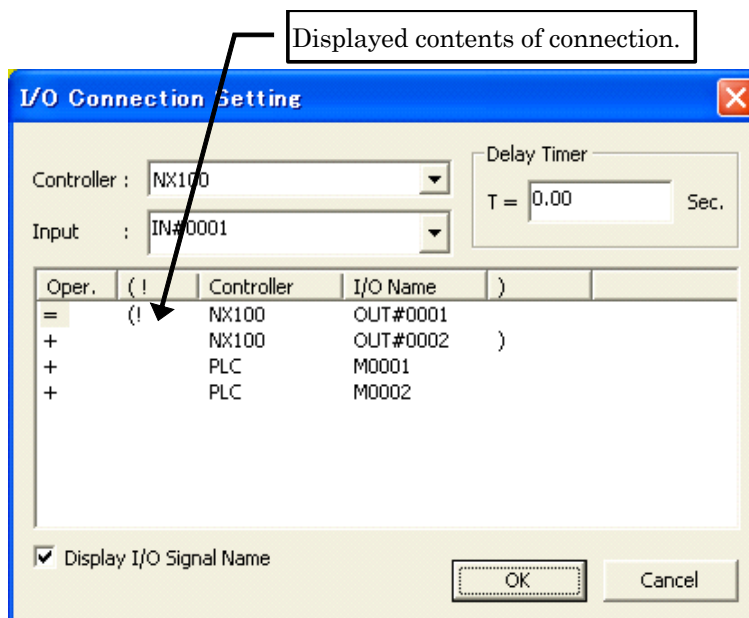 Displayed contents of connection.
I/O Connection Setting
Controller : NX100
Delay Timer
T = 0.00 Sec.
Input : IN#0001
Oper. ( ! Controller I/O Name )
= (! NX100 OUT#0001
+ NX100 OUT#0002 )
+ PLC M0001
+ PLC M0002
Display I/O Signal Name
OK Cancel